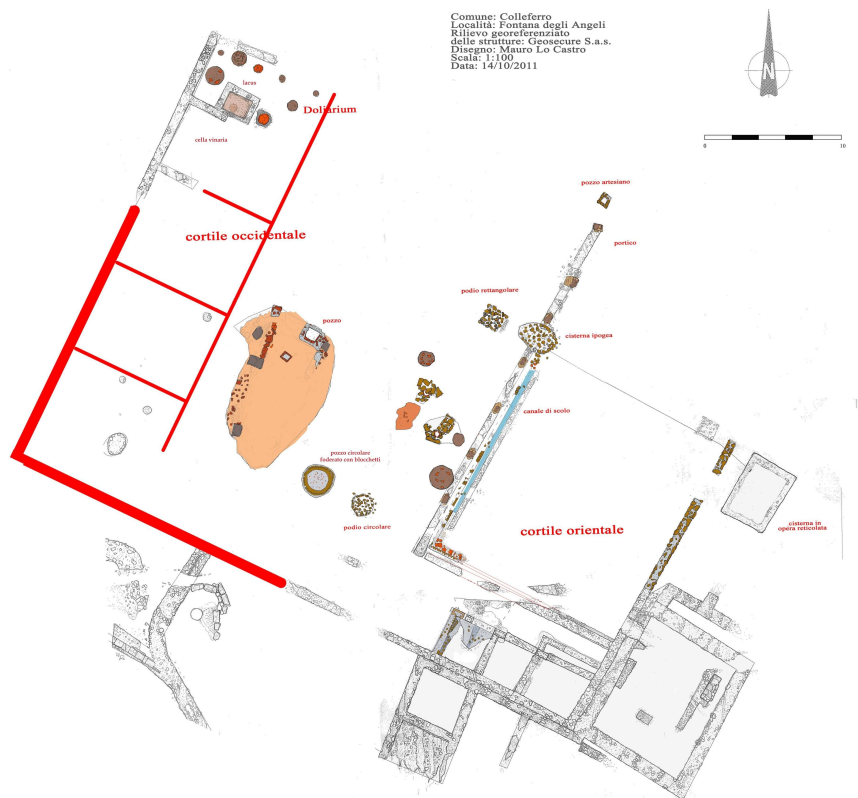 Comune: Colleferro
Località: Fontana degli Angeli
Rilievo georeferenziato
delle strutture: Geosecure S.a.s.
Disegno: Mauro Lo Castro
Scala: 1:100
Data: 14/10/2011
N
0
10
lacus
Doliarium
cella vinaria
cortile occidentale
pozzo
pozzo artesiano
portico
podio rettangolare
cisterna ipogea
canale di scolo
pozzo circolare
foderato con blocchetti
podio circolare
cortile orientale
cisterna in
opera reticolata